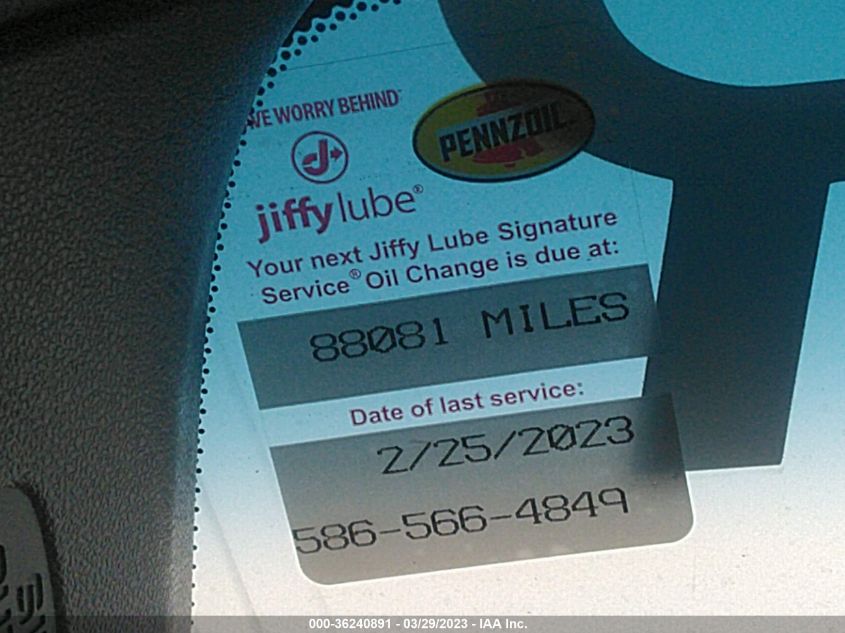 WE WORRY BEHIND
PENNZOIL
jiffy lube®
Your next Jiffy Lube Signature
Service® Oil Change is due at:
88081 MILES
Date of last service:
2/25/2023
586-566-4849
000-36240891 - 03/29/2023 - IAA Inc.